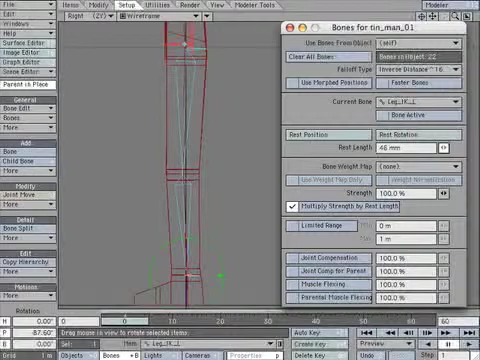 File
Edit
Windows
Help
Surface Editor
Image Editor
Graph Editor
Scene Editor
Parent in Place
General
Bone Edit
Bones
More
Add
Bone
Child Bone
Modify
Joint Move
More
Detail
Bone Split
Edit
Copy Hierarchy
More
Motions
More
Items Modify Setup Utilities Render View Modeler Tools
Right (ZY) Wireframe
Bones for tin_man_01
Use Bones From Object (self)
Clear All Bones Bones in Object: 22
Falloff Type Inverse Distance^16
Use Morphed Positions Faster Bones
Current Bone Leg_IK_L
Bone Active
Rest Position Rest Rotation
Rest Length 46 mm
Bone Weight Map (none)
Use Weight Map Only Weight Normalization
Strength 100.0 %
Multiply Strength by Rest Length
Limited Range Min 0 m
Max 1 m
Joint Compensation 100.0 %
Joint Comp for Parent 100.0 %
Muscle Flexing 100.0 %
Parental Muscle Flexing 100.0 %
Rotation
H 0.00°
P -87.60°
B 0.00°
Grid
0 0 10 20 30 40 50 60 60
Drag mouse in view to rotate selected items.
Item Leg_IK_L
Objects Bones +B Lights Cameras Properties
Auto Key
Create Key
Delete Key
Preview